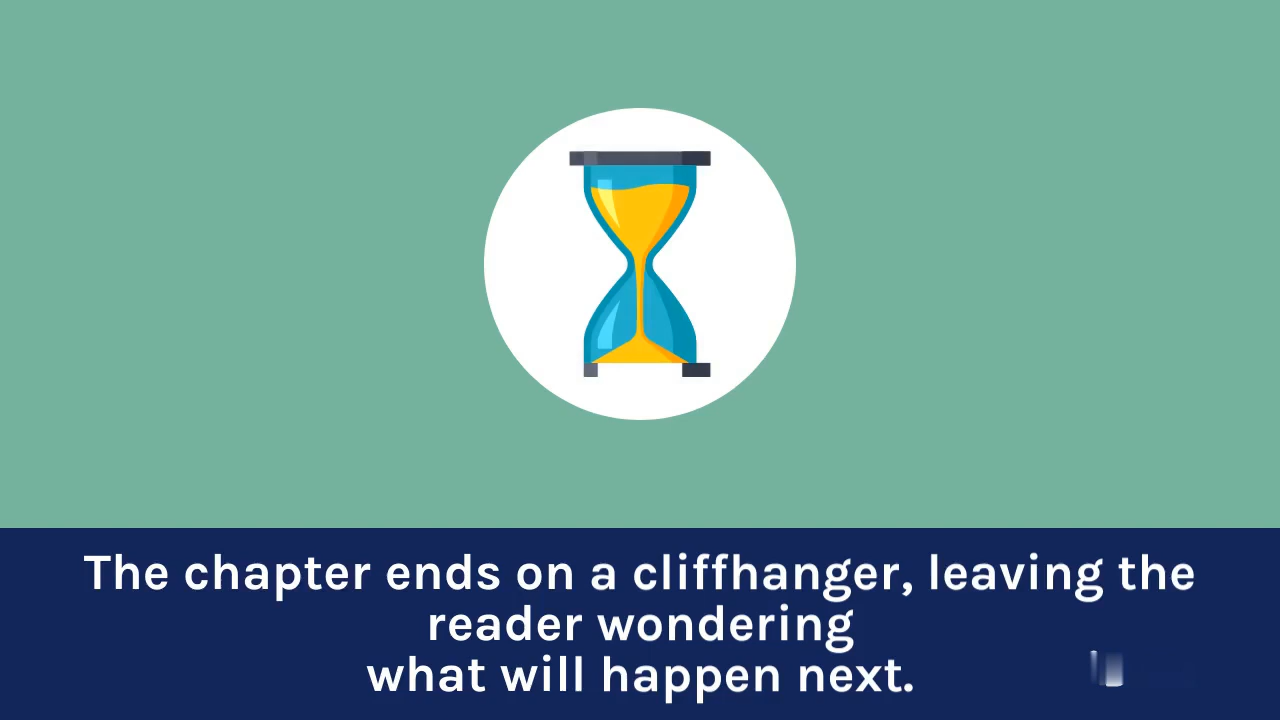 The chapter ends on a cliffhanger, leaving the
reader wondering
what will happen next.